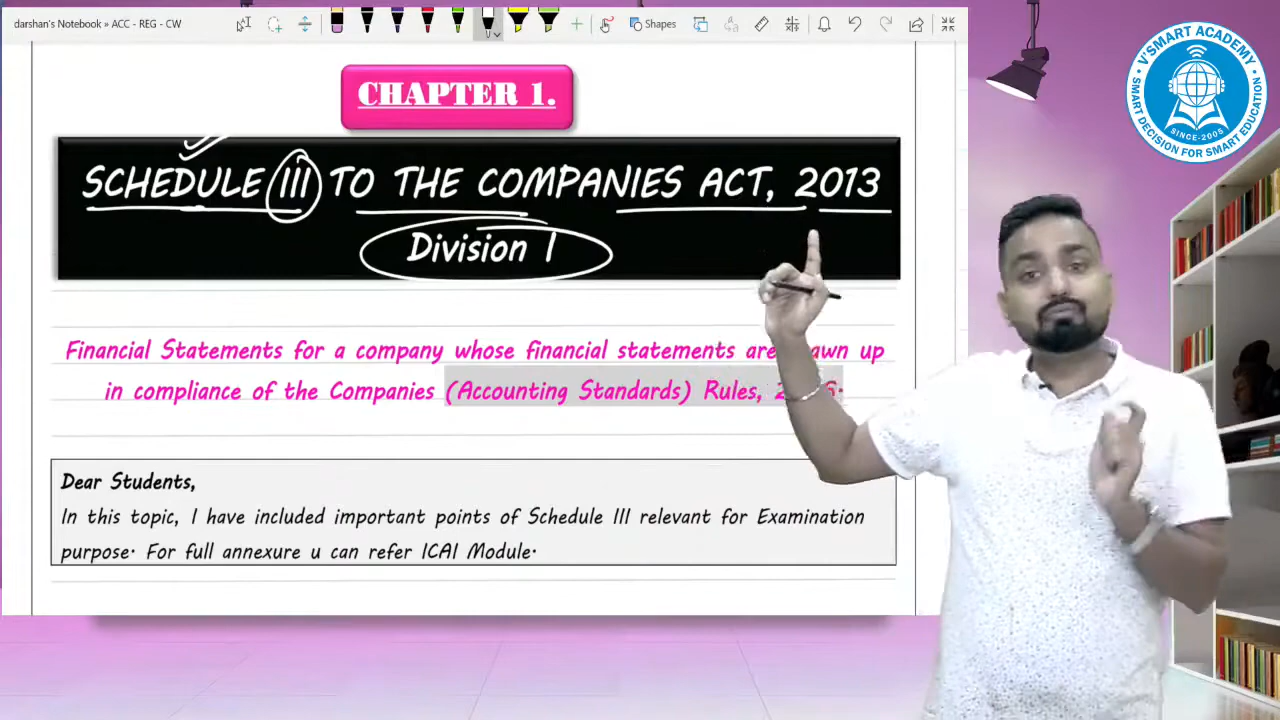 darshan's Notebook » ACC - REG - CW
Shapes
CHAPTER 1.
SCHEDULE III TO THE COMPANIES ACT, 2013
Division I
Financial Statements for a company whose financial statements are up
in compliance of the Companies (Accounting Standards) Rules,
Dear Students,
In this topic, I have included important points of Schedule III relevant for Examination
purpose. For full annexure u can refer ICAI Module.
V'SMART ACADEMY
SINCE-2005
SMART DECISION FOR SMART EDUCATION